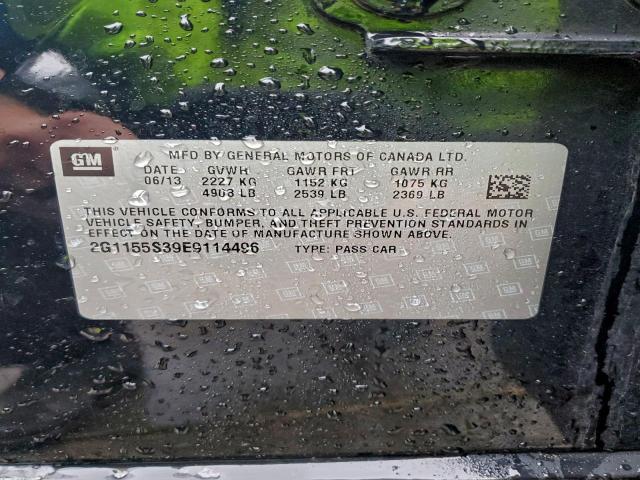 GM MFD BY GENERAL MOTORS OF CANADA LTD.
DATE GVWR GAWR FRT GAWR RR
06/13 2227 KG 1152 KG 1075 KG
4908 LB 2539 LB 2369 LB
THIS VEHICLE CONFORMS TO ALL APPLICABLE U.S. FEDERAL MOTOR
VEHICLE SAFETY, BUMPER, AND THEFT PREVENTION STANDARDS IN
EFFECT ON THE DATE OF MANUFACTURE SHOWN ABOVE.
2G1155S39E9114496 TYPE: PASS CAR